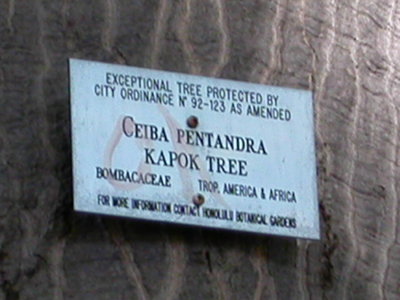 EXCEPTIONAL TREE PROTECTED BY
CITY ORDINANCE Nº 92-123 AS AMENDED
CEIBA PENTANDRA
KAPOK TREE
BOMBACACEAE TROP. AMERICA & AFRICA
FOR MORE INFORMATION CONTACT HONOLULU BOTANICAL GARDENS